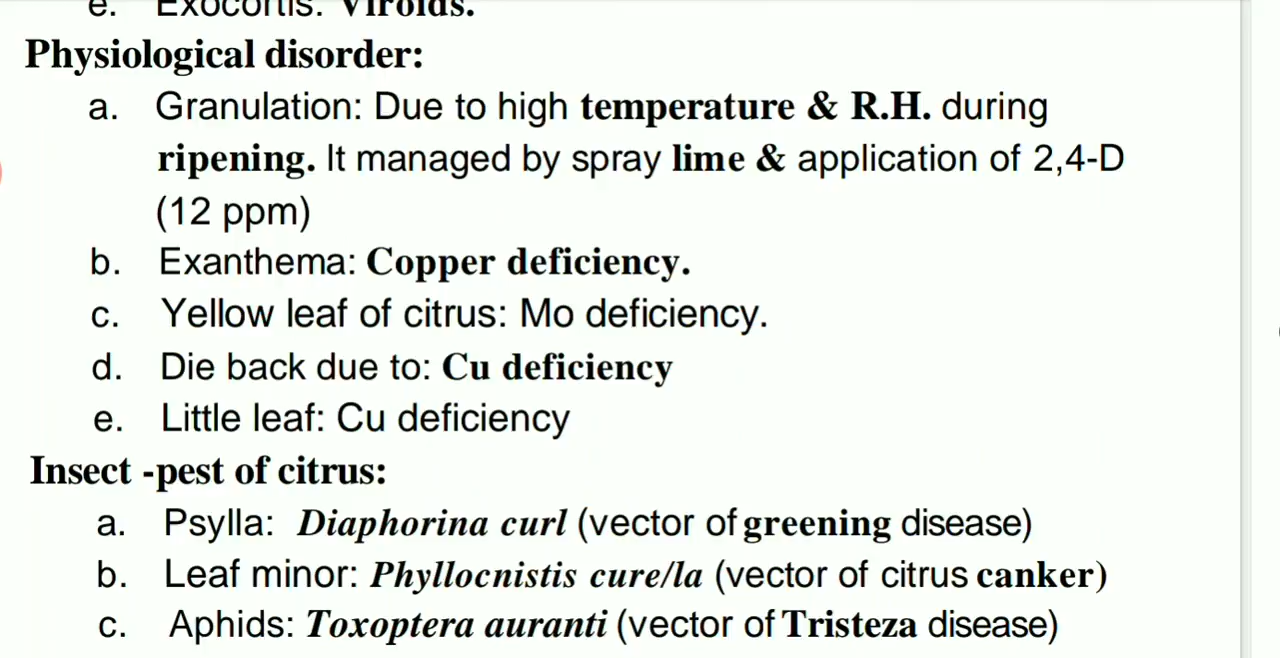 e. Exocortis: Viroids.
Physiological disorder:
a. Granulation: Due to high temperature & R.H. during
ripening. It managed by spray lime & application of 2,4-D
(12 ppm)
b. Exanthema: Copper deficiency.
c. Yellow leaf of citrus: Mo deficiency.
d. Die back due to: Cu deficiency
e. Little leaf: Cu deficiency
Insect -pest of citrus:
a. Psylla: Diaphorina curl (vector of greening disease)
b. Leaf minor: Phyllocnistis cure/la (vector of citrus canker)
c. Aphids: Toxoptera auranti (vector of Tristeza disease)